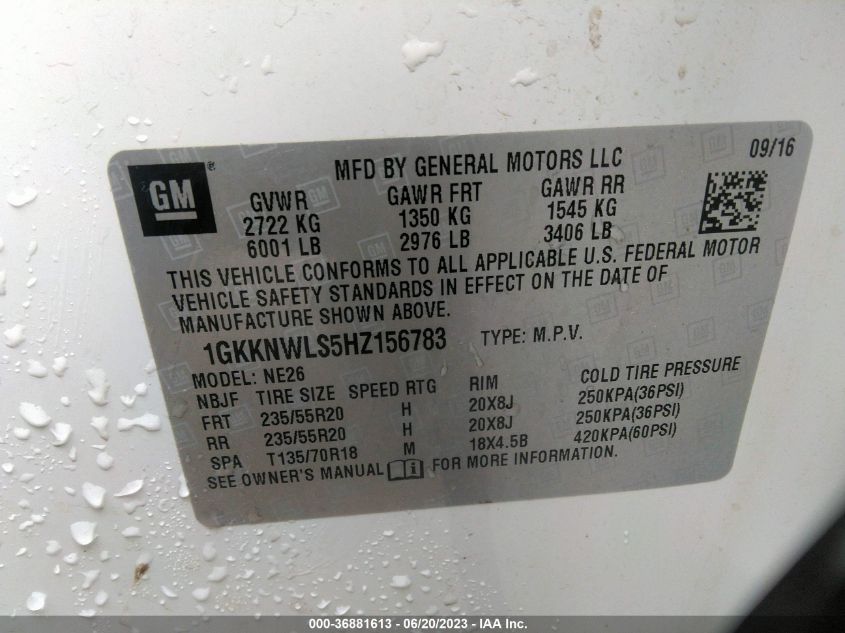 GM ® MFD BY GENERAL MOTORS LLC 09/16
GVWR GAWR FRT GAWR RR
2722 KG 1350 KG 1545 KG
6001 LB 2976 LB 3406 LB
THIS VEHICLE CONFORMS TO ALL APPLICABLE U.S. FEDERAL MOTOR
VEHICLE SAFETY STANDARDS IN EFFECT ON THE DATE OF
MANUFACTURE SHOWN ABOVE.
1GKKNWLS5HZ156783 TYPE: M.P.V.
MODEL: NE26
NBJF TIRE SIZE SPEED RTG RIM COLD TIRE PRESSURE
FRT 235/55R20 H 20X8J 250KPA(36PSI)
RR 235/55R20 H 20X8J 250KPA(36PSI)
SPA T135/70R18 M 18X4.5B 420KPA(60PSI)
SEE OWNER'S MANUAL i FOR MORE INFORMATION.
000-36881613 - 06/20/2023 - IAA Inc.